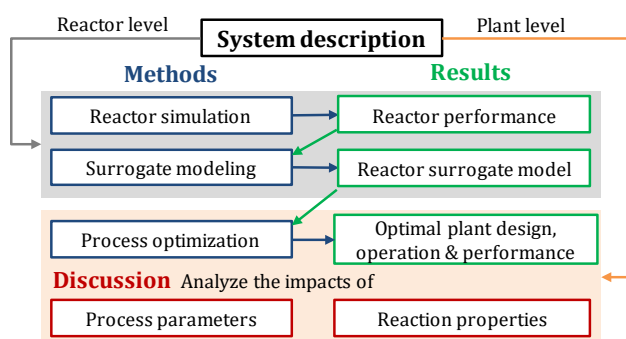 Reactor level
Plant level
System description
Methods
Results
Reactor simulation
Reactor performance
Surrogate modeling
Reactor surrogate model
Process optimization
Optimal plant design,
operation & performance
Discussion Analyze the impacts of
Process parameters
Reaction properties